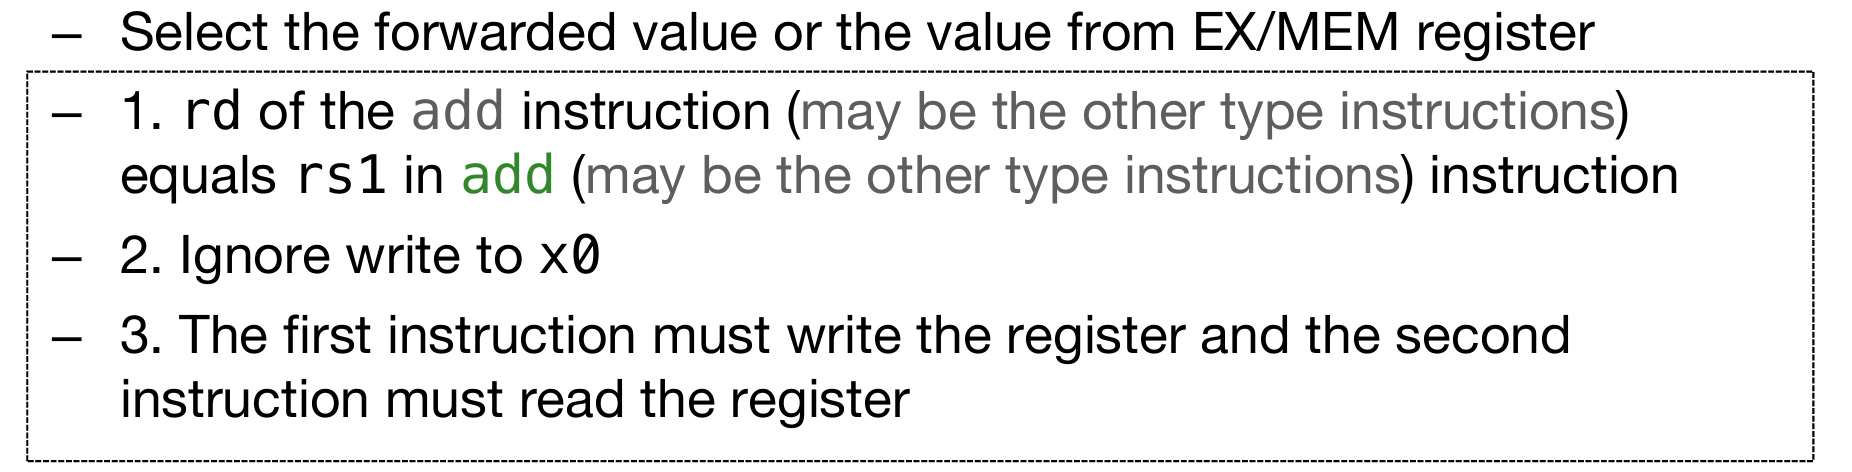 – Select the forwarded value or the value from EX/MEM register
– 1. rd of the add instruction (may be the other type instructions)
equals rs1 in add (may be the other type instructions) instruction
– 2. Ignore write to x0
– 3. The first instruction must write the register and the second
instruction must read the register